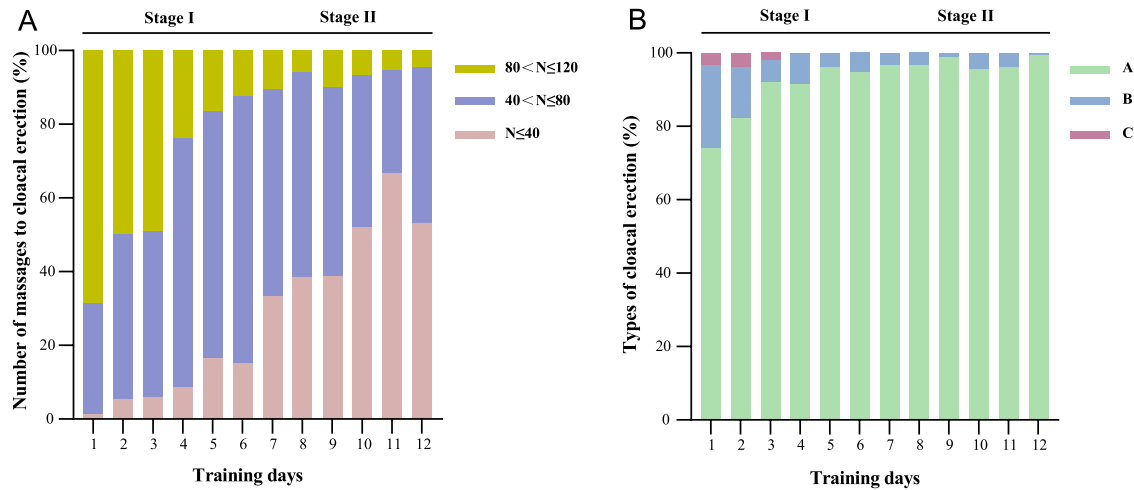 A
Stage I
Stage II
Number of massages to cloacal erection (%)
100
80
60
40
20
0
1 2 3 4 5 6 7 8 9 10 11 12
Training days
80<N≤120
40<N≤80
N≤40
B
Stage I
Stage II
Types of cloacal erection (%)
100
80
60
40
20
0
1 2 3 4 5 6 7 8 9 10 11 12
Training days
A
B
C